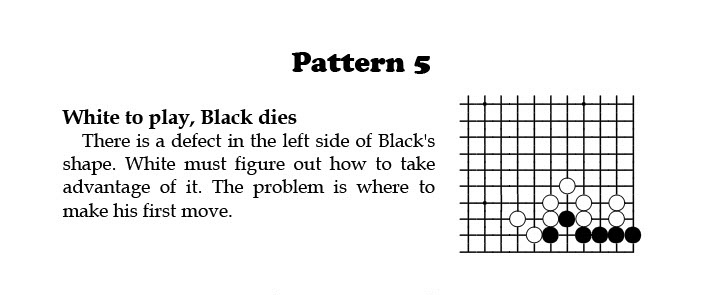 Pattern 5
White to play, Black dies
There is a defect in the left side of Black's
shape. White must figure out how to take
advantage of it. The problem is where to
make his first move.